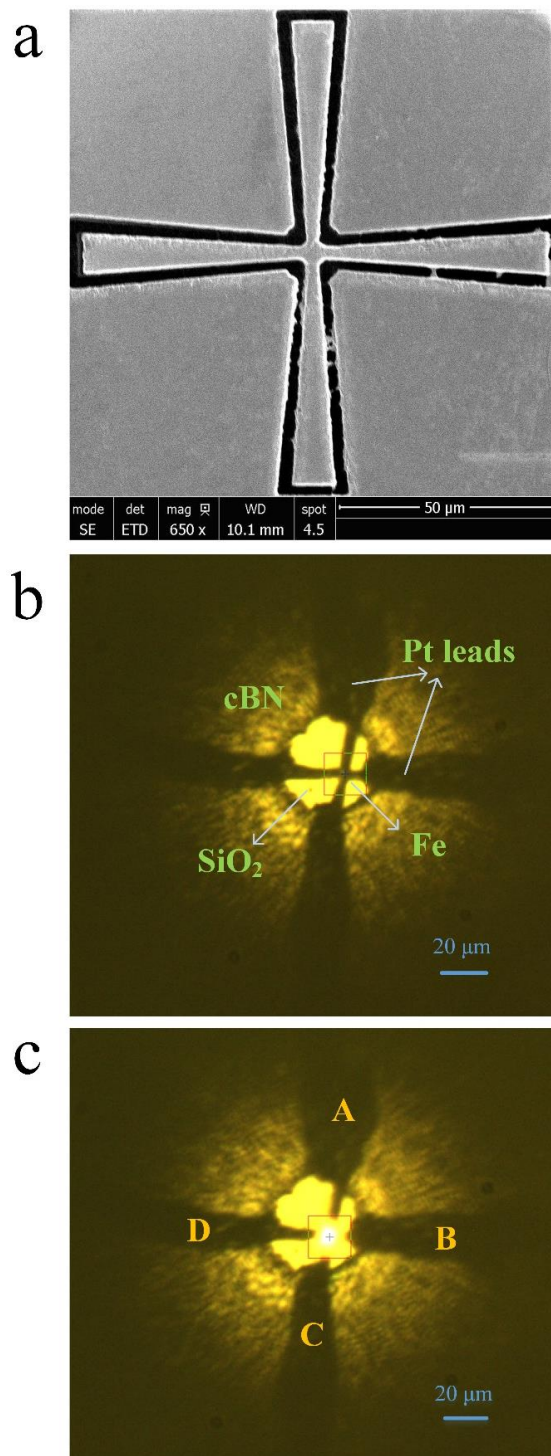 a
mode det mag WD spot 50 µm
SE ETD 650 x 10.1 mm 4.5
b
Pt leads
cBN
SiO₂
Fe
20 µm
c
A
D
B
C
20 µm